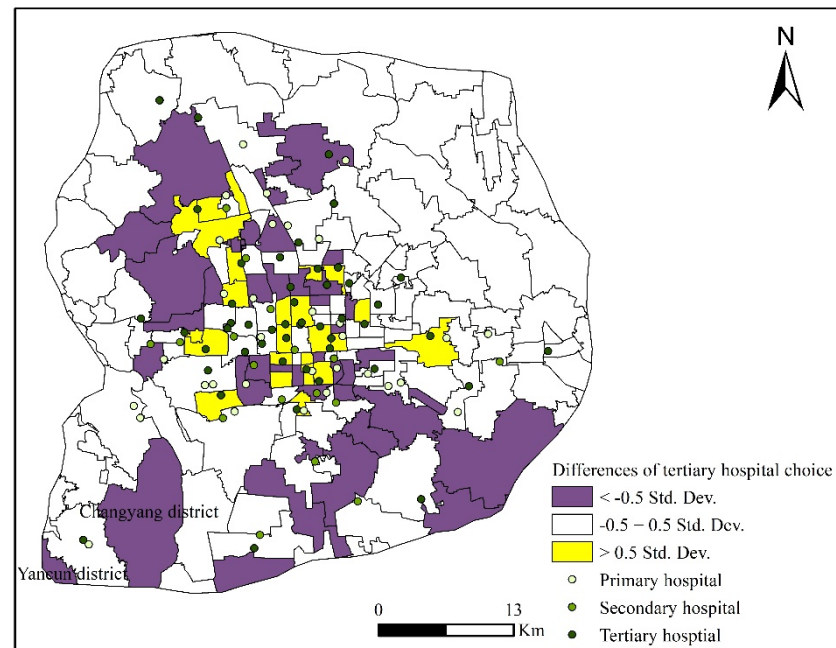 N
Changyang district
Yancun district
Differences of tertiary hospital choice
< -0.5 Std. Dev.
-0.5 – 0.5 Std. Dev.
> 0.5 Std. Dev.
Primary hospital
Secondary hospital
Tertiary hosptial
0 13
Km